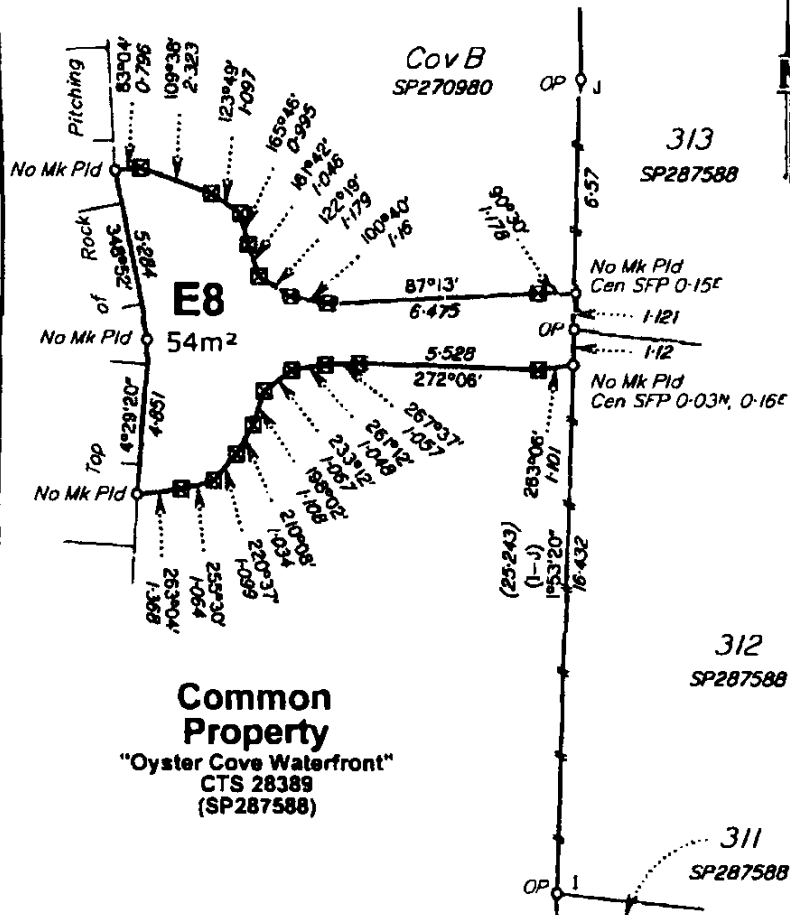 83°04'
0·796
109°38'
2·323
123°49'
1·097
165°46'
0·995
161°42'
1·046
122°19'
1·179
100°40'
1·16
Cov B
SP270980
OP
J
N
Pitching
No Mk Pld
313
SP287588
6·57
90°30'
1·178
No Mk Pld
Cen SFP 0·15E
Rock
5·284
348°52'
of
E8
54m²
87°13'
6·475
1·121
OP
1·12
No Mk Pld
5·528
272°06'
No Mk Pld
Cen SFP 0·03N, 0·16E
4°29'20"
4·851
Top
No Mk Pld
267°37'
1·057
261°12'
1·048
233°12'
1·067
198°02'
1·108
210°08'
1·034
220°37'
1·099
255°30'
1·064
263°04'
1·368
263°06'
1·101
(25·243)
(1–J)
1°53'20"
16·432
312
SP287588
Common
Property
"Oyster Cove Waterfront"
CTS 28389
(SP287588)
311
SP287588
OP
1